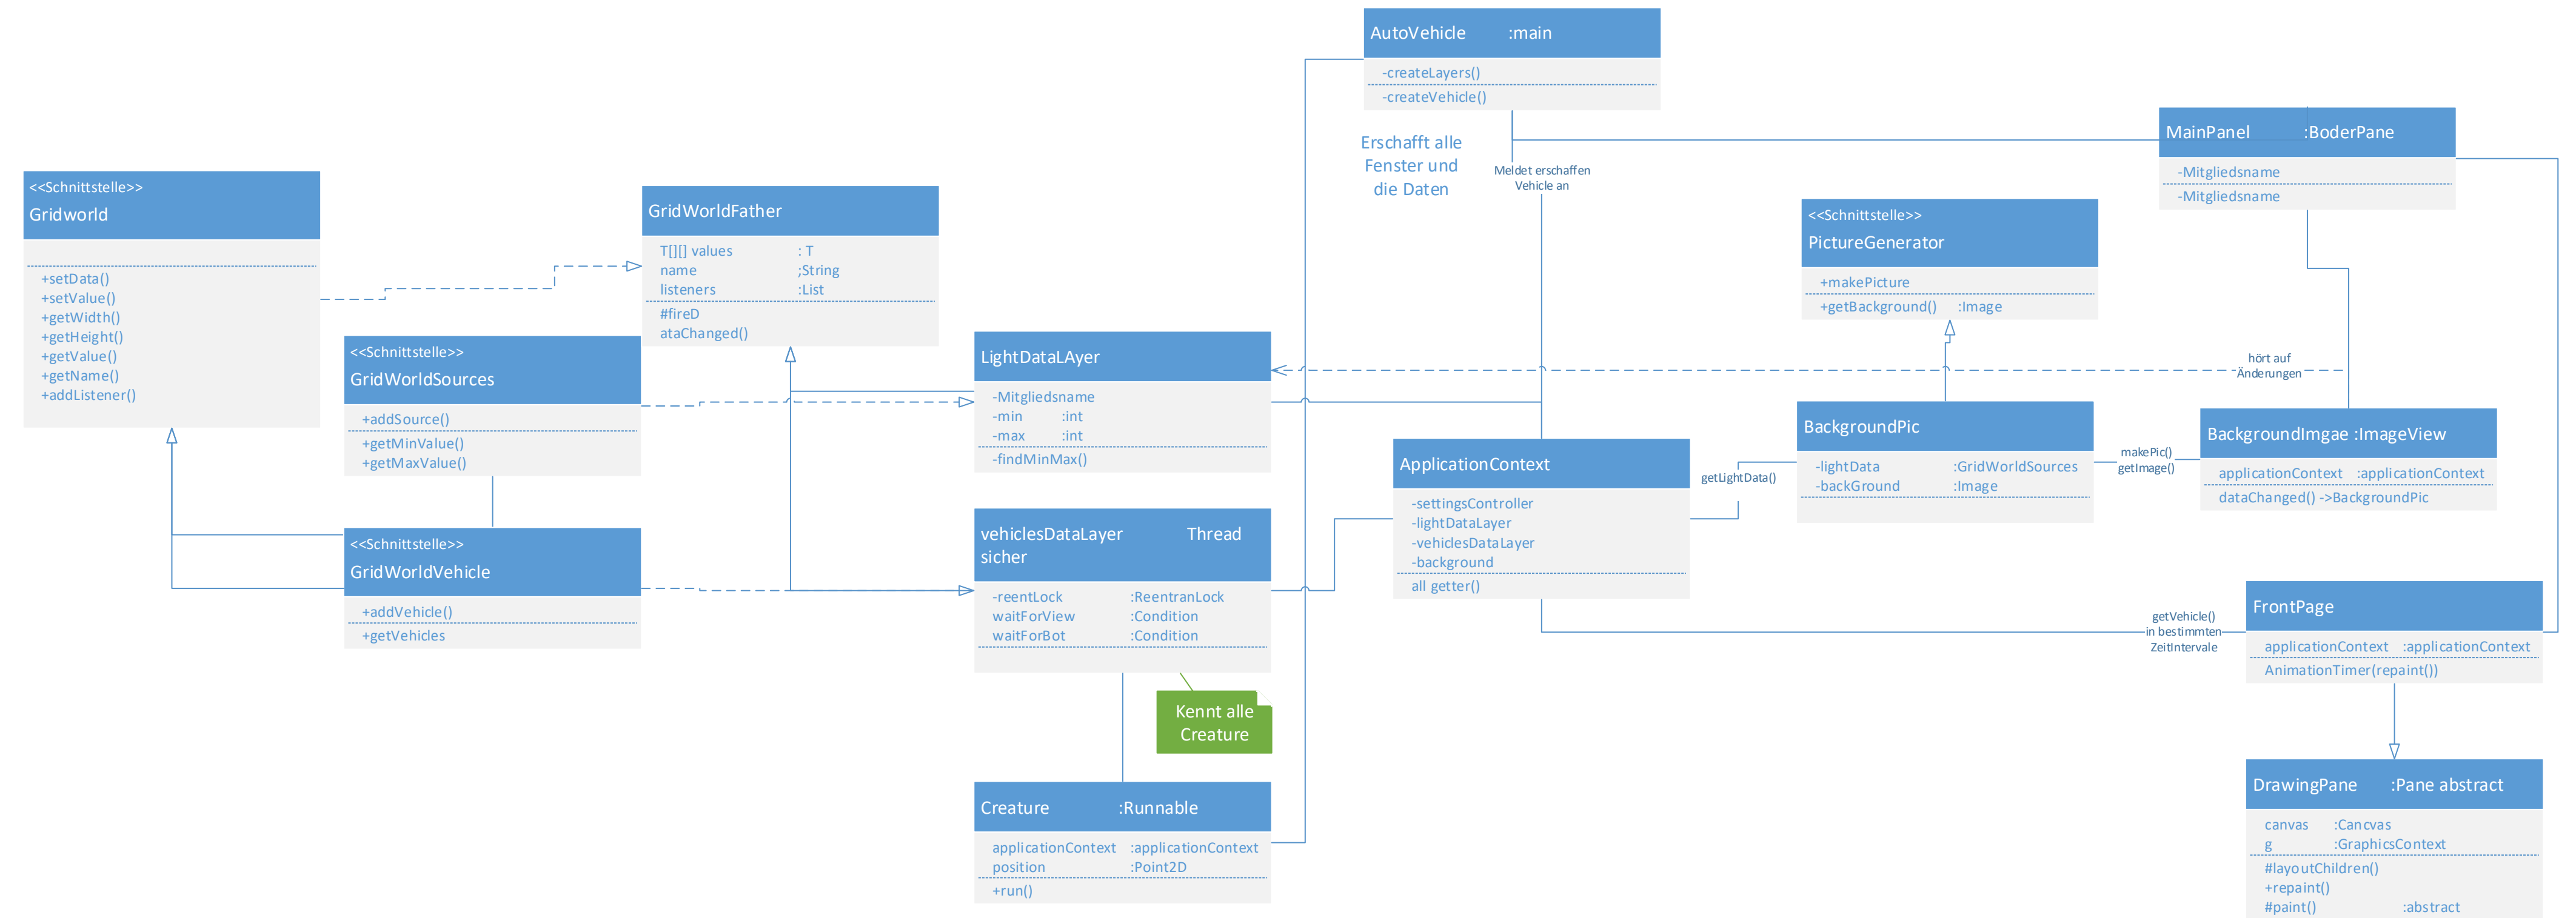 AutoVehicle :main
-createLayers()
-createVehicle()
Erschafft alle
Fenster und
die Daten
Meldet erschaffen
Vehicle an
MainPanel :BoderPane
-Mitgliedsname
-Mitgliedsname
<<Schnittstelle>>
Gridworld
+setData()
+setValue()
+getWidth()
+getHeight()
+getValue()
+getName()
+addListener()
GridWorldFather
T[][] values : T
name ;String
listeners :List
#fireD
ataChanged()
<<Schnittstelle>>
PictureGenerator
+makePicture
+getBackground() :Image
<<Schnittstelle>>
GridWorldSources
+addSource()
+getMinValue()
+getMaxValue()
LightDataLAyer
-Mitgliedsname
-min :int
-max :int
-findMinMax()
hört auf
Änderungen
ApplicationContext
-settingsController
-lightDataLayer
-vehiclesDataLayer
-background
all getter()
getLightData()
BackgroundPic
-lightData :GridWorldSources
-backGround :Image
makePic()
getImage()
BackgroundImgae :ImageView
applicationContext :applicationContext
dataChanged() ->BackgroundPic
<<Schnittstelle>>
GridWorldVehicle
+addVehicle()
+getVehicles
vehiclesDataLayer Thread
sicher
-reentLock :ReentranLock
waitForView :Condition
waitForBot :Condition
Kennt alle
Creature
getVehicle()
in bestimmten
ZeitIntervale
FrontPage
applicationContext :applicationContext
AnimationTimer(repaint())
Creature :Runnable
applicationContext :applicationContext
position :Point2D
+run()
DrawingPane :Pane abstract
canvas :Cancvas
g :GraphicsContext
#layoutChildren()
+repaint()
#paint() :abstract